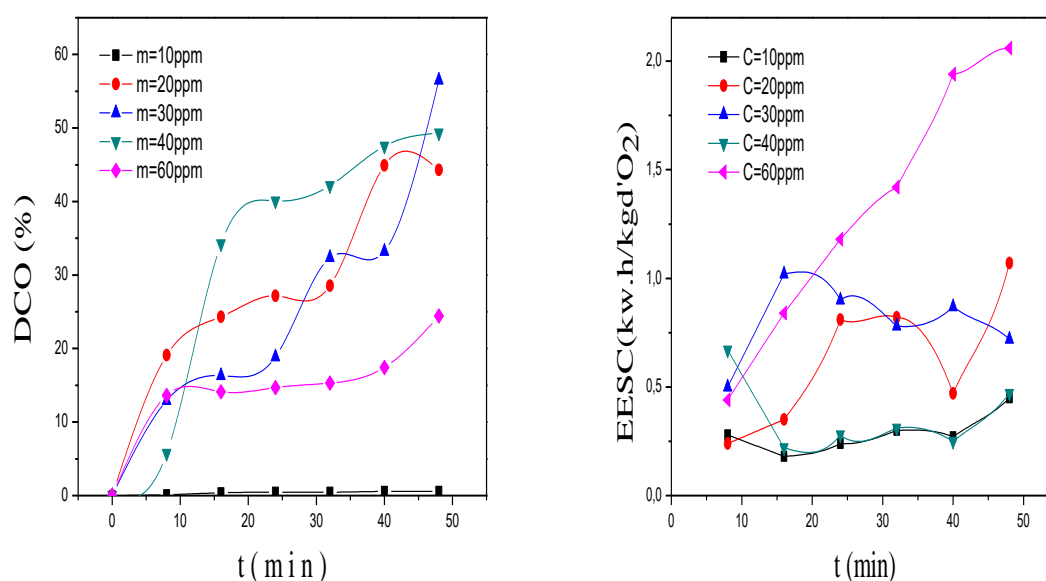 60
50
40
30
20
10
0
DCO (%)
m=10ppm
m=20ppm
m=30ppm
m=40ppm
m=60ppm
0 10 20 30 40 50
t(min)
2,0
1,5
1,0
0,5
0,0
EESC(kw.h/kgd'O₂)
C=10ppm
C=20ppm
C=30ppm
C=40ppm
C=60ppm
0 10 20 30 40 50
t (min)